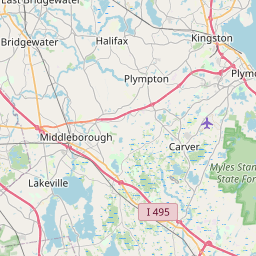 East Bridgewater
Bridgewater
Halifax
Kingston
Plympton
Plym
Middleborough
Carver
Myles Stan
State For
Lakeville
I 495